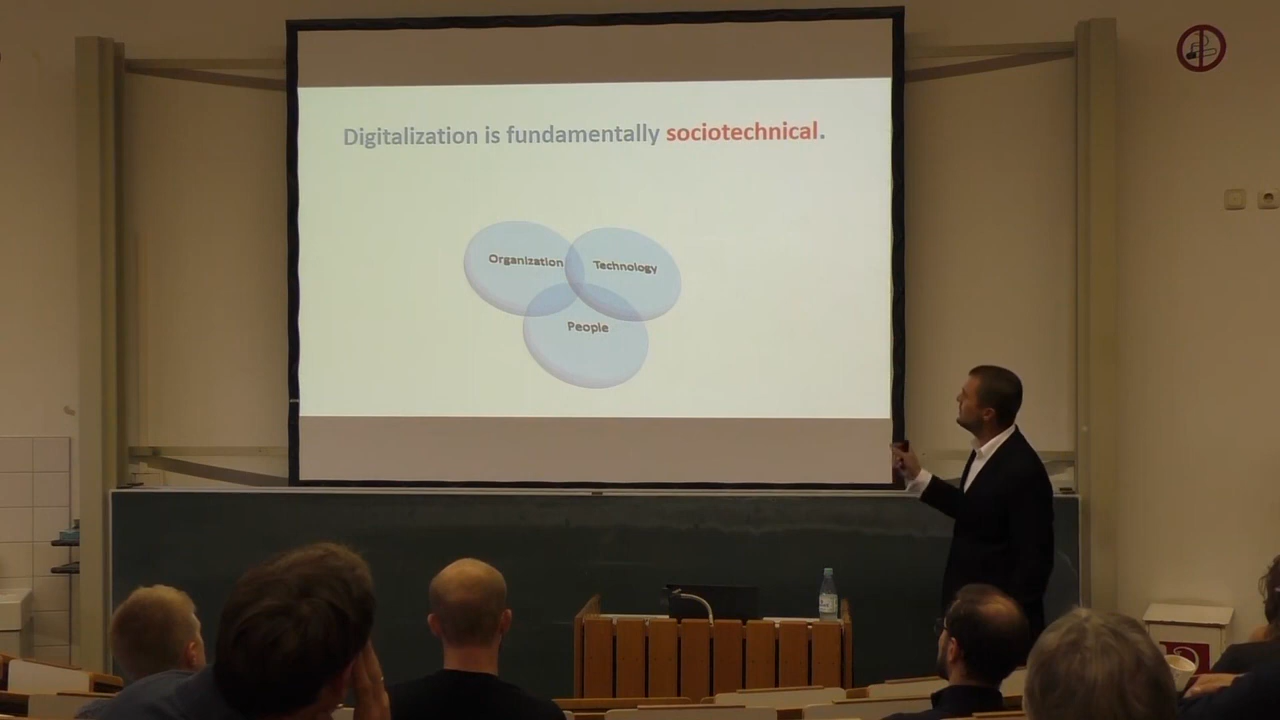 Digitalization is fundamentally sociotechnical.
Organization
Technology
People